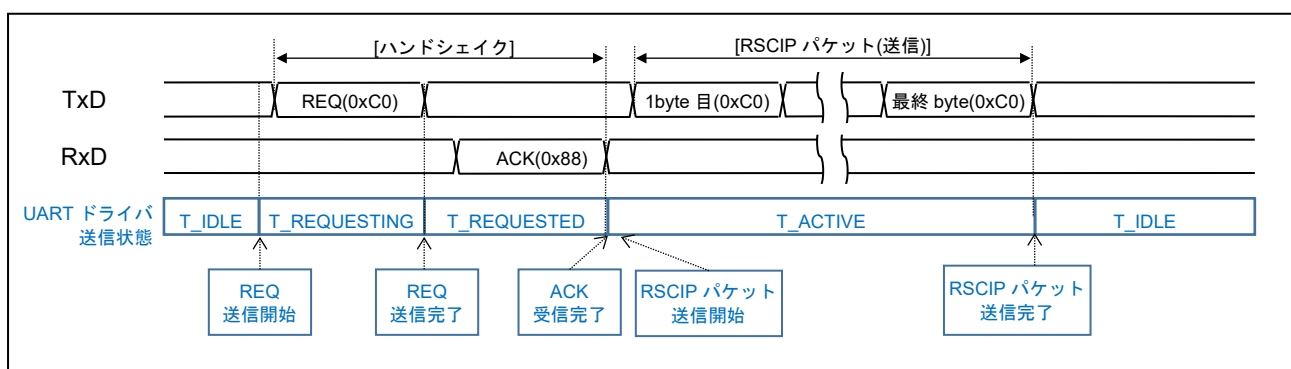 [ハンドシェイク]
[RSCIP パケット(送信)]
TxD
REQ(0xC0)
1byte 目(0xC0)
最終 byte(0xC0)
RxD
ACK(0x88)
UART ドライバ
送信状態
T_IDLE
T_REQUESTING
T_REQUESTED
T_ACTIVE
T_IDLE
REQ
送信開始
REQ
送信完了
ACK
受信完了
RSCIP パケット
送信開始
RSCIP パケット
送信完了